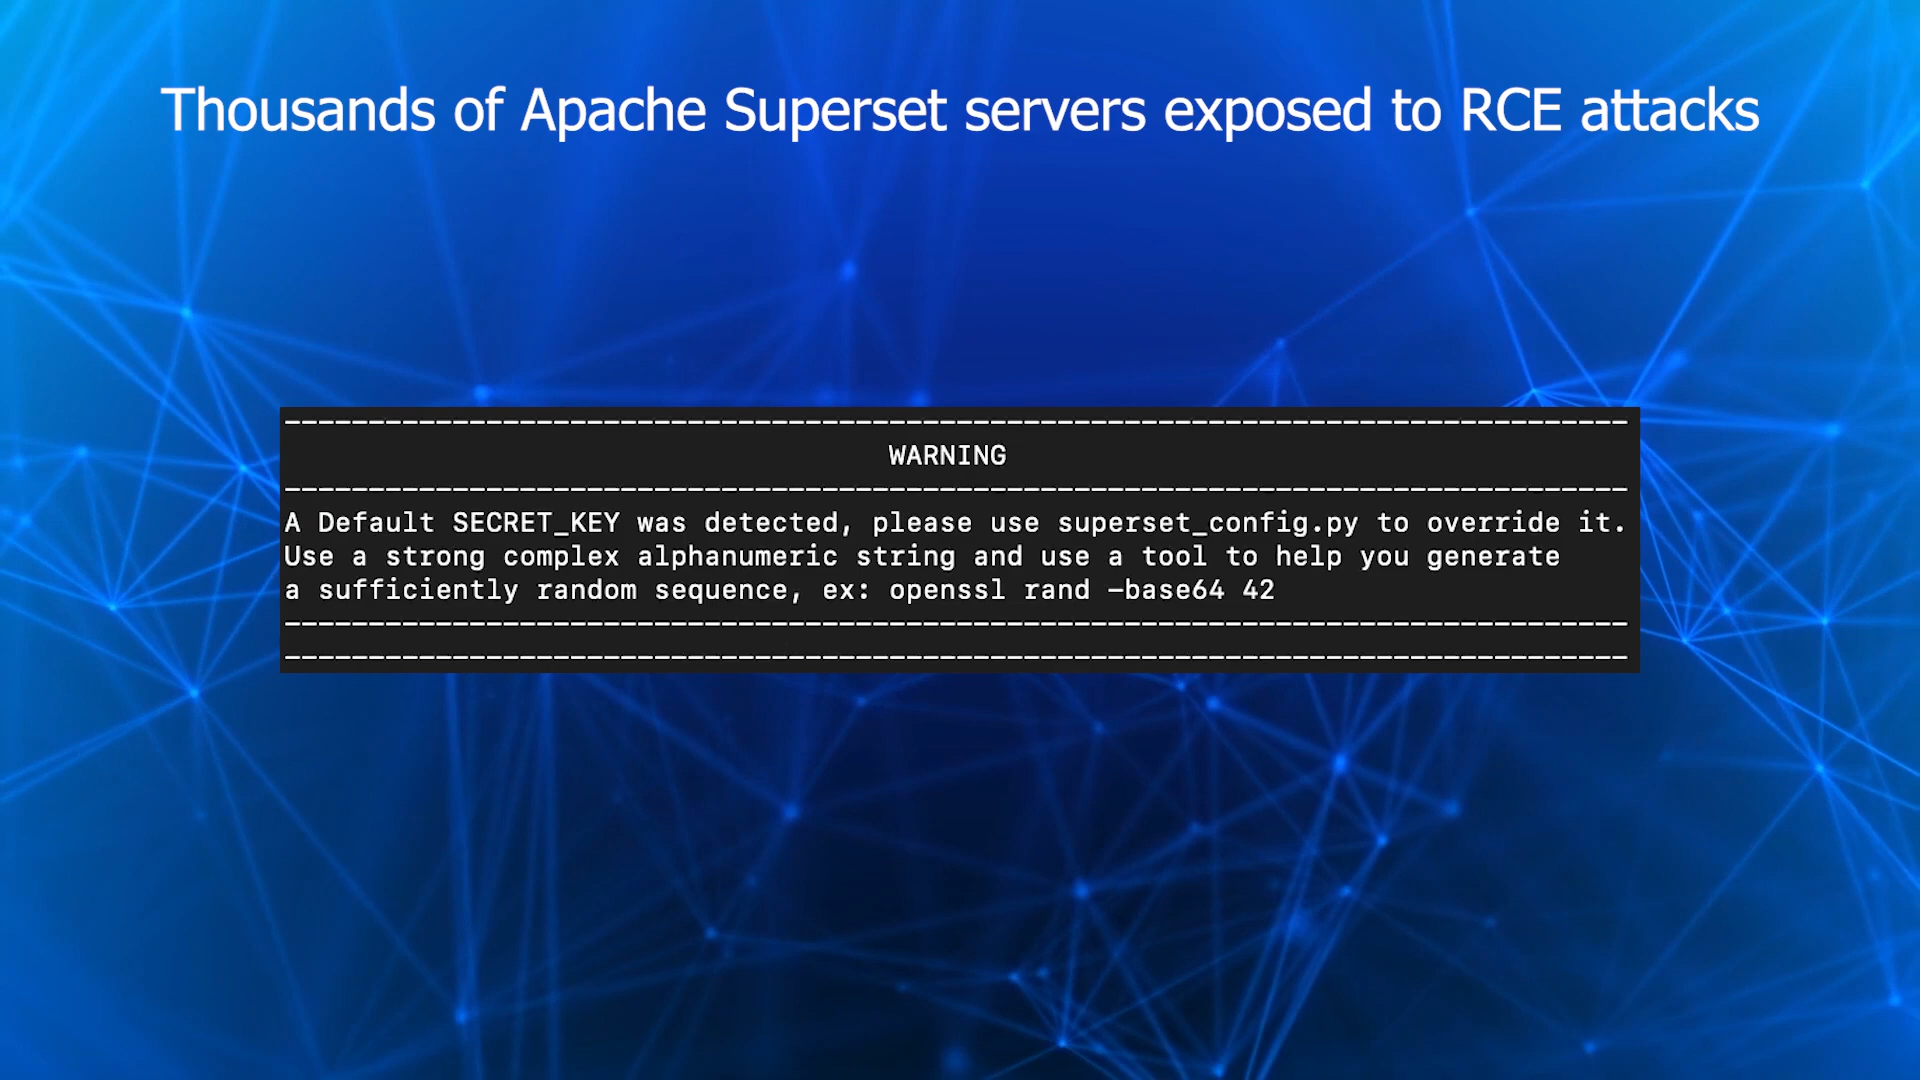 Thousands of Apache Superset servers exposed to RCE attacks
--------------------------------------------------------------------------------
WARNING
--------------------------------------------------------------------------------
A Default SECRET_KEY was detected, please use superset_config.py to override it.
Use a strong complex alphanumeric string and use a tool to help you generate
a sufficiently random sequence, ex: openssl rand -base64 42
--------------------------------------------------------------------------------
--------------------------------------------------------------------------------